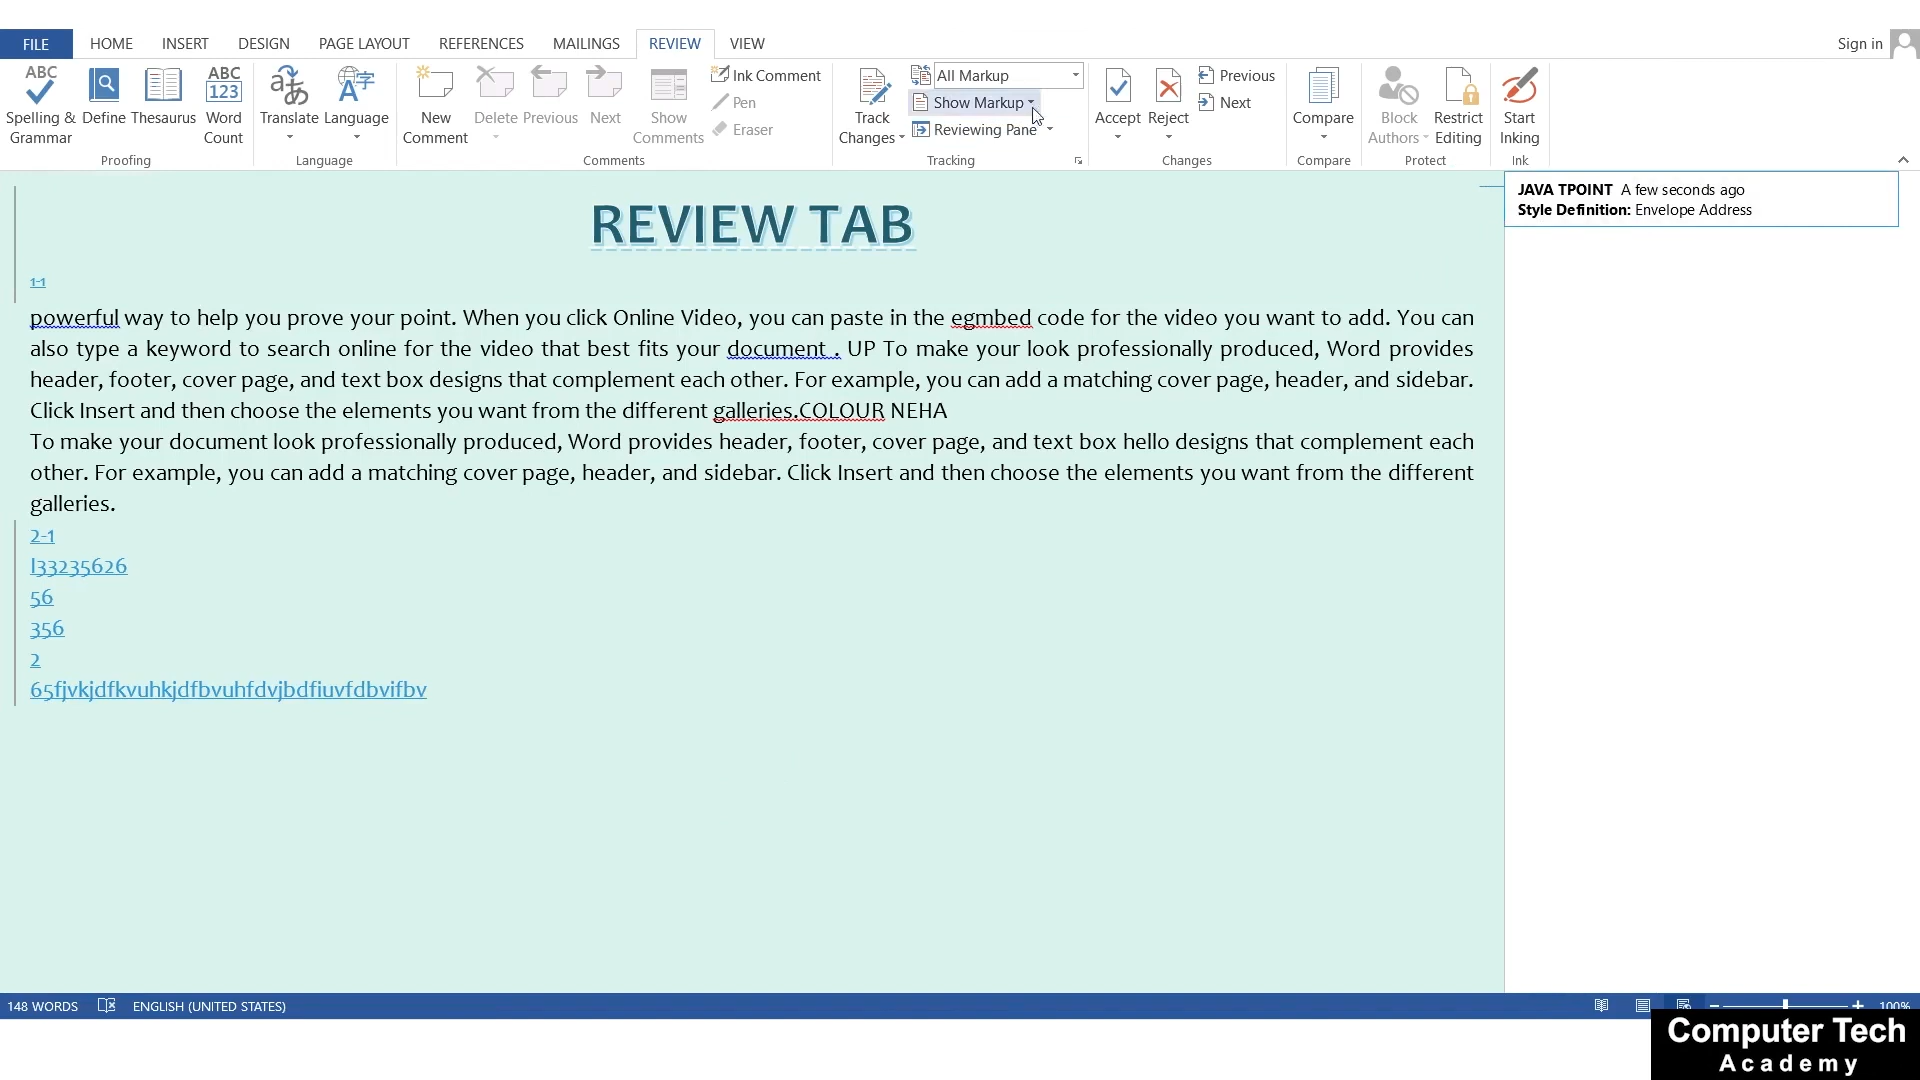 FILE HOME INSERT DESIGN PAGE LAYOUT REFERENCES MAILINGS REVIEW VIEW Sign in
ABC
Spelling &
Grammar
Define
Thesaurus
ABC
123
Word
Count
Proofing
Translate
Language
Language
New
Comment
Delete
Previous
Next
Show
Comments
Ink Comment
Pen
Eraser
Comments
Track
Changes
All Markup
Show Markup
Reviewing Pane
Tracking
Accept
Reject
Previous
Next
Changes
Compare
Compare
Block
Authors
Restrict
Editing
Protect
Start
Inking
Ink
JAVA TPOINT A few seconds ago
Style Definition: Envelope Address
REVIEW TAB
1-1
powerful way to help you prove your point. When you click Online Video, you can paste in the egmbed code for the video you want to add. You can
also type a keyword to search online for the video that best fits your document . UP To make your look professionally produced, Word provides
header, footer, cover page, and text box designs that complement each other. For example, you can add a matching cover page, header, and sidebar.
Click Insert and then choose the elements you want from the different galleries.COLOUR NEHA
To make your document look professionally produced, Word provides header, footer, cover page, and text box hello designs that complement each
other. For example, you can add a matching cover page, header, and sidebar. Click Insert and then choose the elements you want from the different
galleries.
2-1
l33235626
56
356
2
65fjvkjdfkvuhkjdfbvuhfdvjbdfiuvfdbvifbv
148 WORDS ENGLISH (UNITED STATES) 100%
Computer Tech
Academy